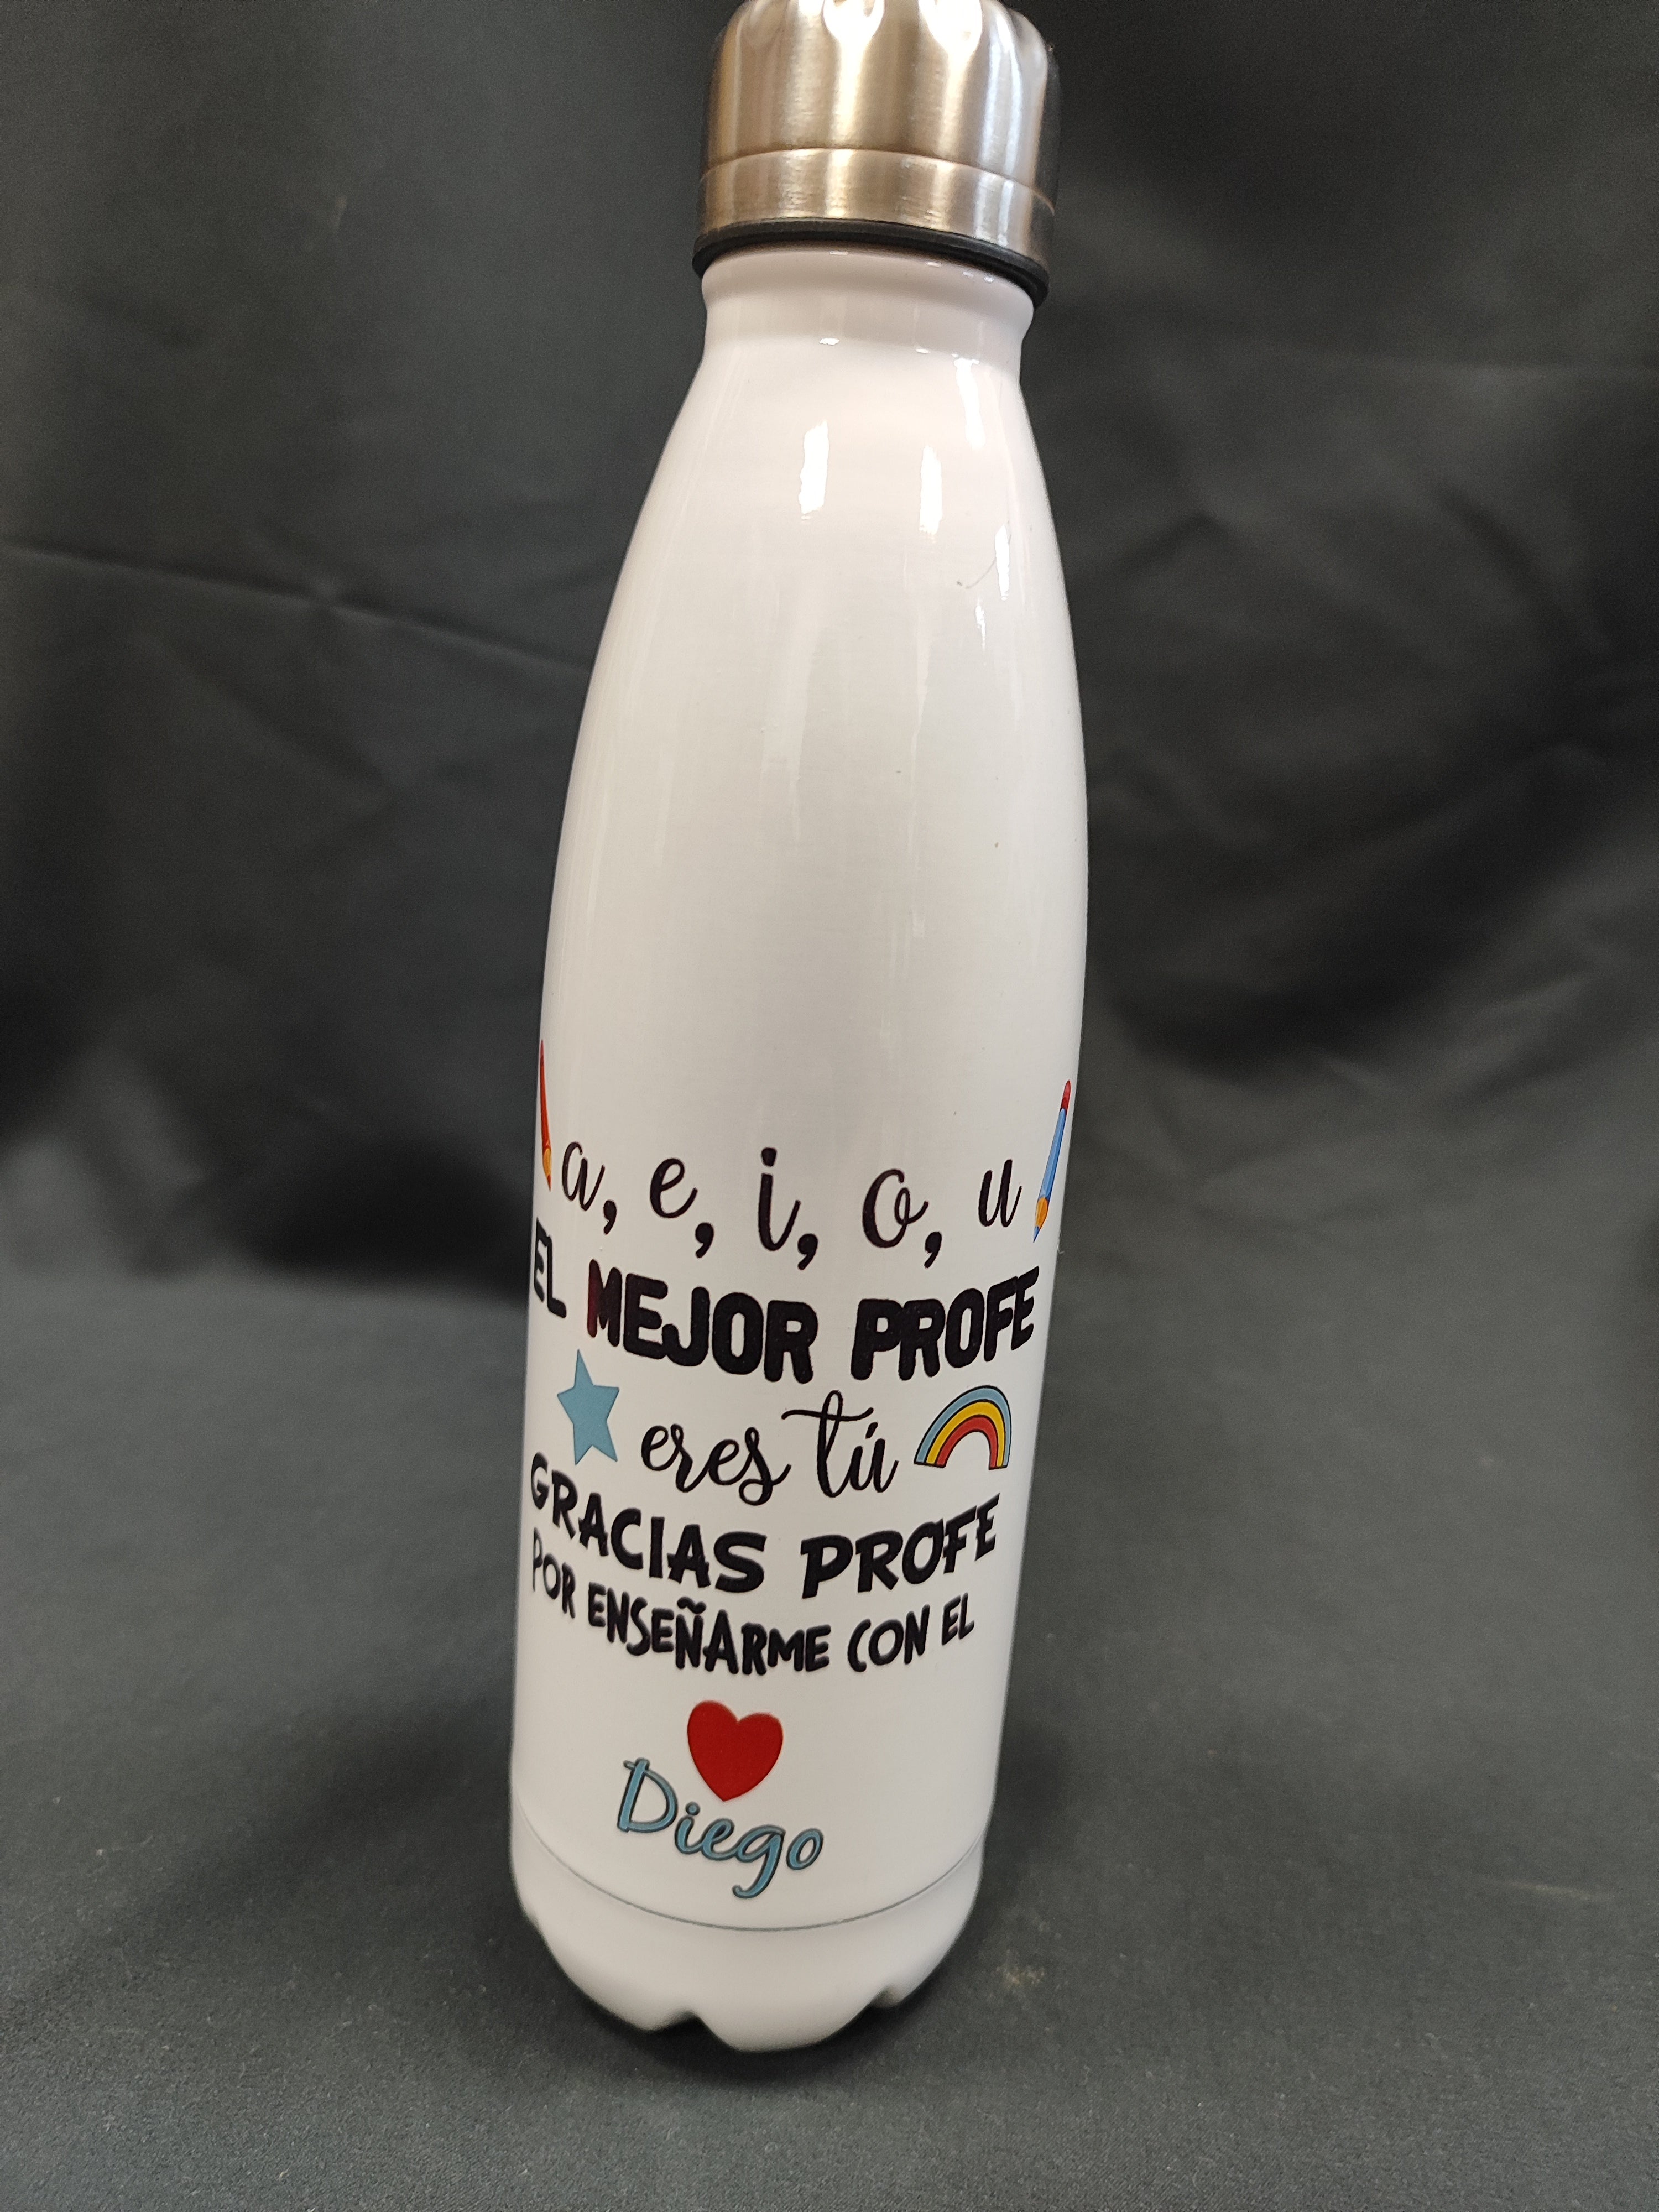 a, e, i, o, u
EL MEJOR PROFE
eres tú
GRACIAS PROFE
POR ENSEÑARME CON EL
Diego